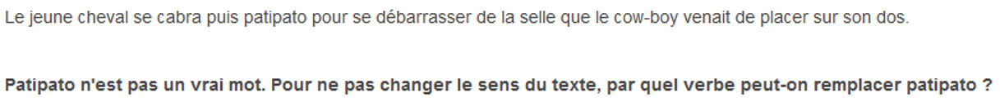 Le jeune cheval se cabra puis patipato pour se débarrasser de la selle que le cow-boy venait de placer sur son dos.
Patipato n'est pas un vrai mot. Pour ne pas changer le sens du texte, par quel verbe peut-on remplacer patipato ?